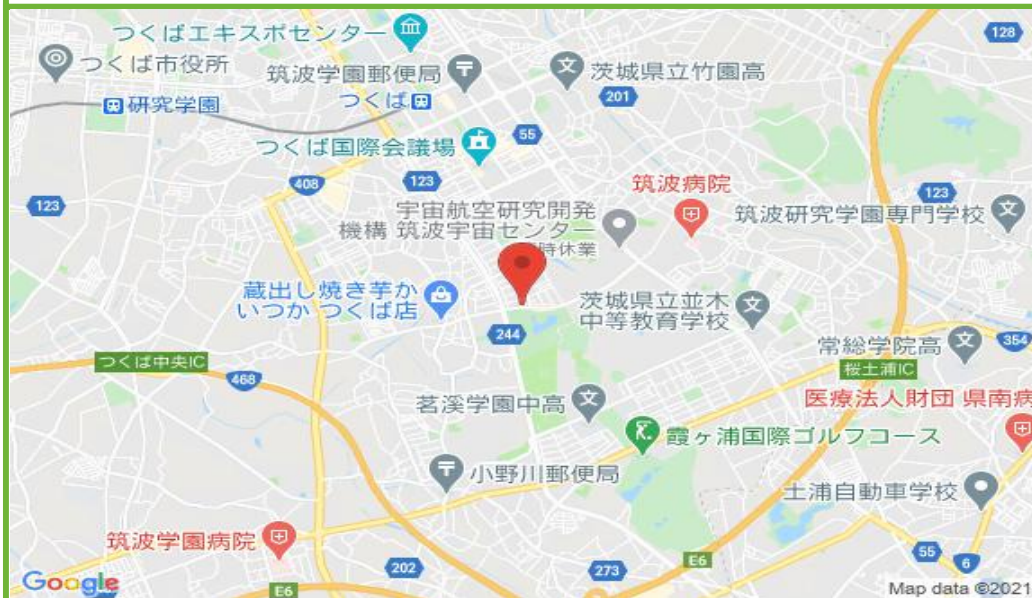 つくばエキスポセンター
128
つくば市役所
筑波学園郵便局
茨城県立竹園高
研究学園
つくば
201
つくば国際会議場
55
408
123
筑波病院
123
123
宇宙航空研究開発
機構 筑波宇宙センター
時休業
筑波研究学園専門学校
蔵出し焼き芋か
いつか つくば店
茨城県立並木
中等教育学校
244
常総学院高
354
つくば中央IC
桜土浦IC
468
茗溪学園中高
医療法人財団 県南病
霞ヶ浦国際ゴルフコース
小野川郵便局
土浦自動車学校
筑波学園病院
55
6
202
273
E6
E6
Google
Map data ©2021